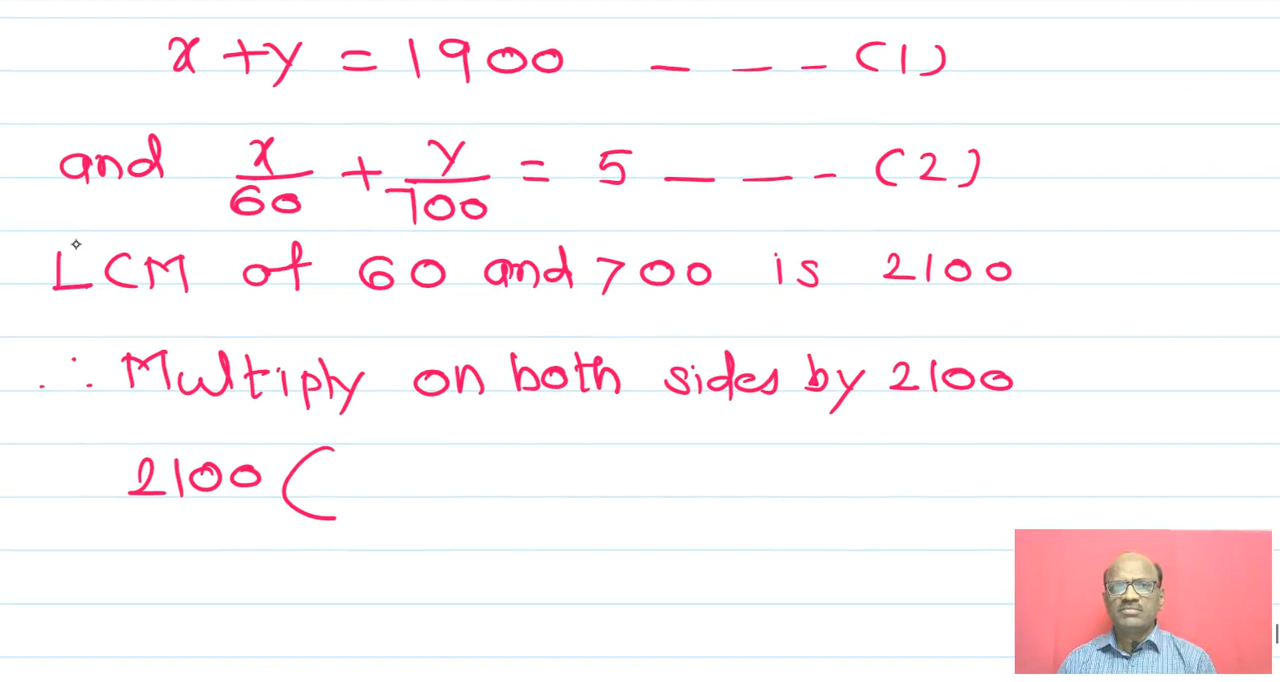 x + y = 1900 - - - (1)
and x/60 + y/700 = 5 - - - (2)
LCM of 60 and 700 is 2100
∴ Multiply on both sides by 2100
2100 (